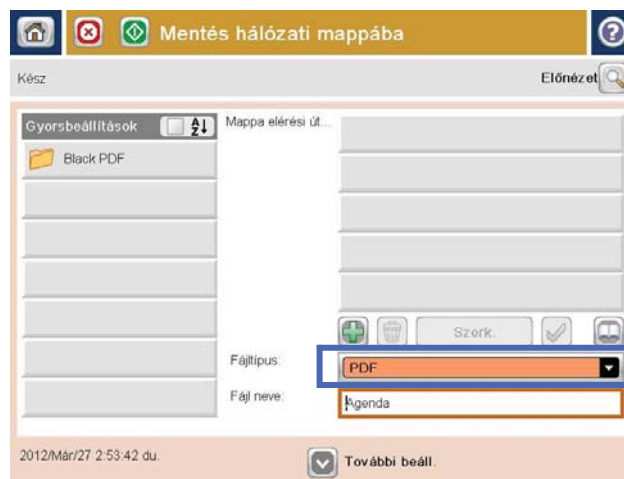 Mentés hálózati mappába
Kész
Előnézet
Gyorsbeállítások
Mappa elérési út...
Black PDF
Szerk.
Fájltípus:
PDF
Fájl neve:
Agenda
2012/Már/27 2:53:42 du.
További beáll.